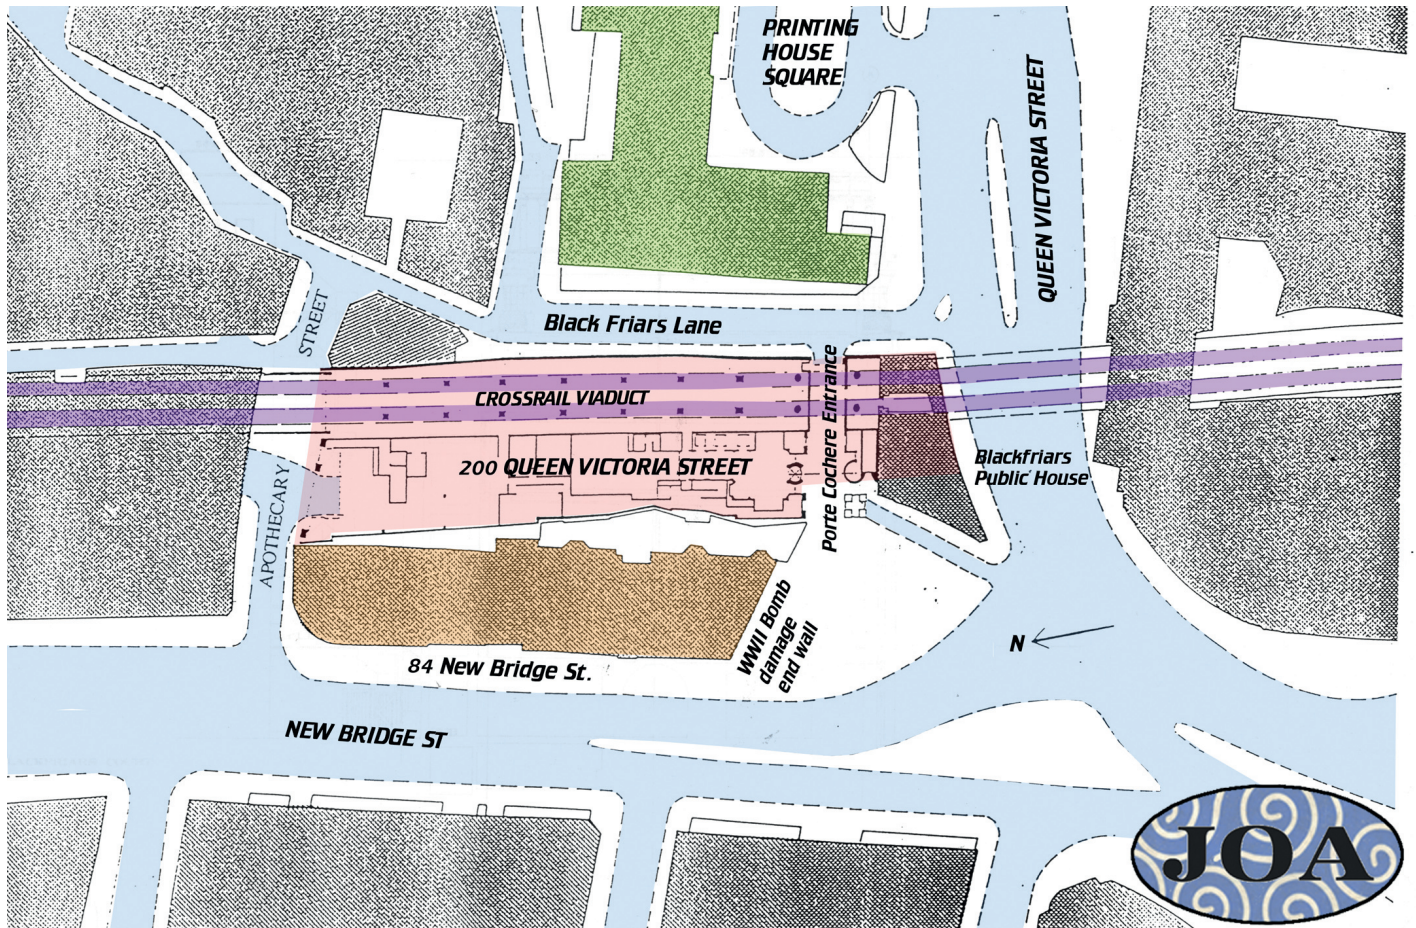 PRINTING
HOUSE
SQUARE
QUEEN VICTORIA STREET
Black Friars Lane
STREET
CROSSRAIL VIADUCT
Porte Cochere Entrance
200 QUEEN VICTORIA STREET
Blackfriars
Public House
APOTHECARY
WWII Bomb
damage
end wall
N
84 New Bridge St.
NEW BRIDGE ST
JOA